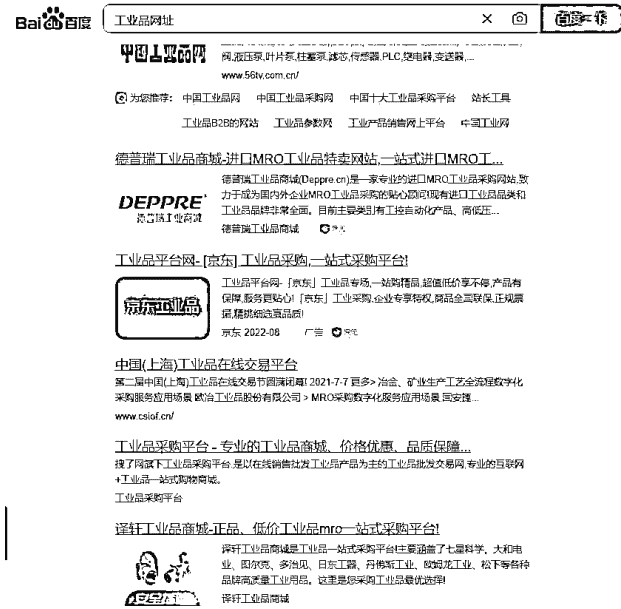 Bai百度
工业品网址
百度一下
中国工业品网
阀,液压泵,叶片泵,柱塞泵,滤芯,传感器,PLC,继电器,变送器,...
www.56tv.com.cn/
为您推荐： 中国工业品网 中国工业品采购网 中国十大工业品采购平台 站长工具
工业品B2B的网站 工业品参数网 工业产品销售网上平台 中国工业网
德普瑞工业品商城-进口MRO工业品特卖网站,一站式进口MRO工...
德普瑞工业品商城(Deppre.cn)是一家专业的进口MRO工业品采购网站,致
力于成为国内外企业MRO工业品采购的贴心顾问!现有进口工业品品类和
工业品品牌非常全面。目前主要类别有工控自动化产品、高低压...
DEPPRE
德普瑞工业商城
德普瑞工业品商城
工业品平台网- [京东] 工业品采购,一站式采购平台!
工业品平台网-「京东」工业品专场,一站购精品,超值低价享不停,产品有
保障,服务更贴心!「京东」工业采购,企业专享特权,商品全国联保,正规票
据,精挑细选赢品质!
京东工业品
京东 2022-08 广告
中国(上海)工业品在线交易平台
第二届中国(上海)工业品在线交易节圆满闭幕! 2021-7-7 更多> 冶金、矿业生产工艺全流程数字化
采购服务应用场景 欧冶工业品股份有限公司 > MRO采购数字化服务应用场景 固安捷...
www.csiof.cn/
工业品采购平台 - 专业的工业品商城、价格优惠、品质保障...
搜了网旗下工业品采购平台,是以在线销售批发工业品产品为主的工业品批发交易网,专业的互联网
+工业品一站式购物商城。
工业品采购平台
译轩工业品商城-正品、低价工业品mro一站式采购平台!
译轩工业品商城是工业品一站式采购平台!主要涵盖了七星科学、大和电
业、图尔克、多治见、日东工器、丹佛斯工业、欧姆龙工业、松下等各种
品牌高质量工业用品。这里是您采购工业品最优选择!
译轩工业品商城